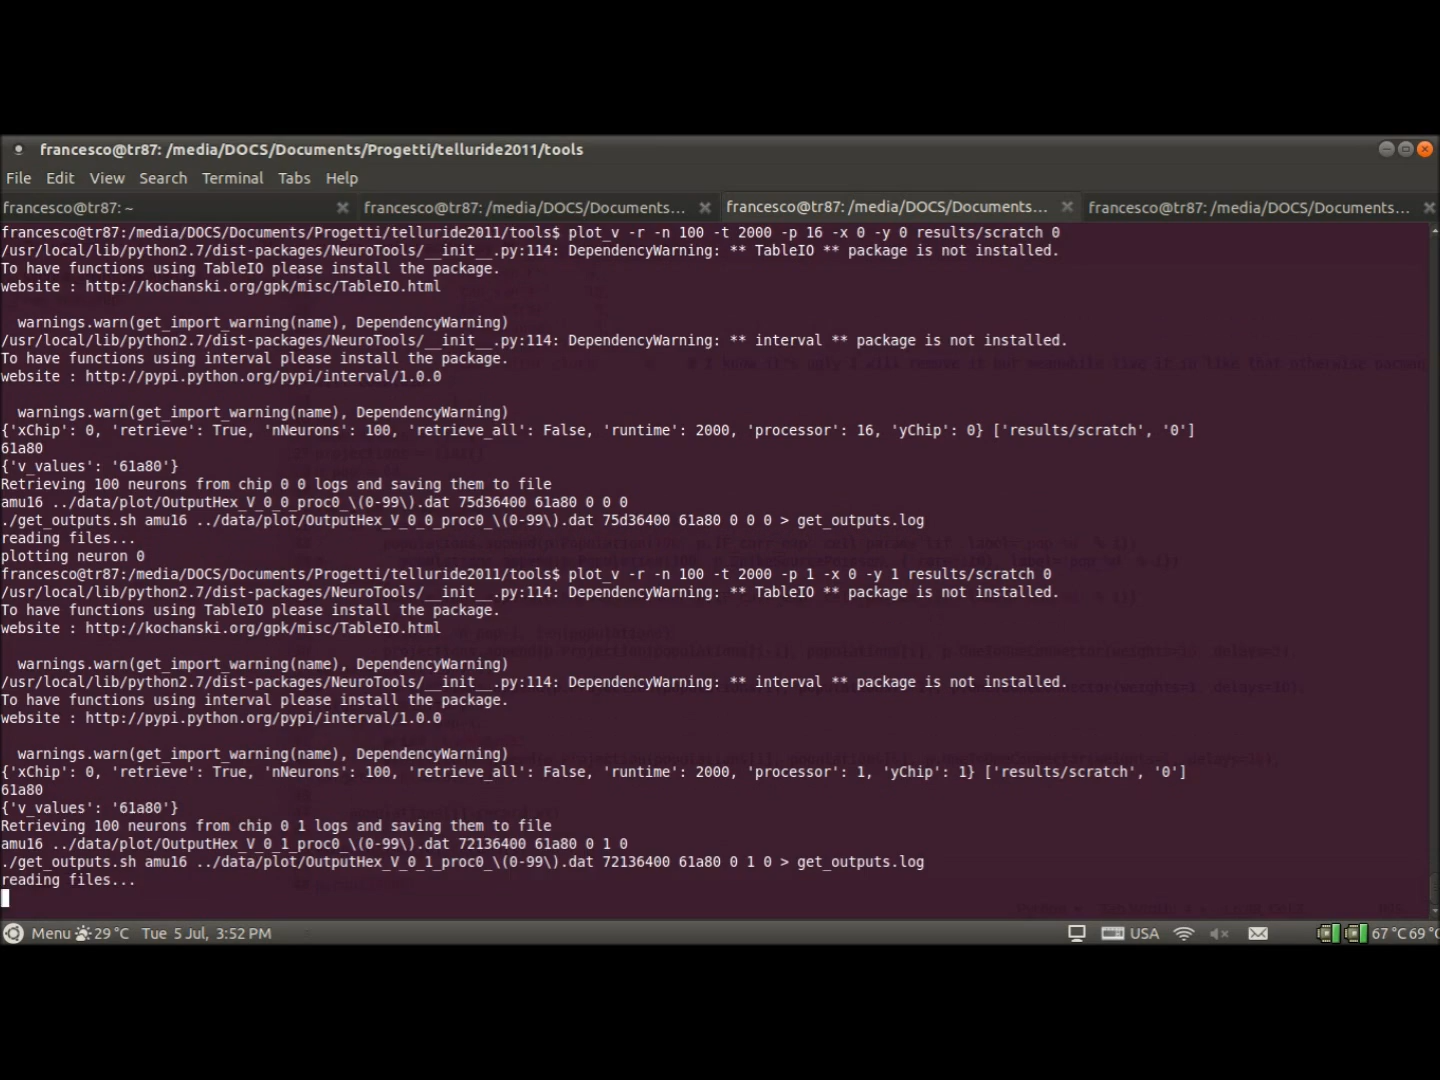 francesco@tr87: /media/DOCS/Documents/Progetti/telluride2011/tools
File Edit View Search Terminal Tabs Help
francesco@tr87: ~ francesco@tr87: /media/DOCS/Documents... francesco@tr87: /media/DOCS/Documents... francesco@tr87: /media/DOCS/Documents...
francesco@tr87:/media/DOCS/Documents/Progetti/telluride2011/tools$ plot_v -r -n 100 -t 2000 -p 16 -x 0 -y 0 results/scratch 0
/usr/local/lib/python2.7/dist-packages/NeuroTools/__init__.py:114: DependencyWarning: ** TableIO ** package is not installed.
To have functions using TableIO please install the package.
website : http://kochanski.org/gpk/misc/TableIO.html
warnings.warn(get_import_warning(name), DependencyWarning)
/usr/local/lib/python2.7/dist-packages/NeuroTools/__init__.py:114: DependencyWarning: ** interval ** package is not installed.
To have functions using interval please install the package.
website : http://pypi.python.org/pypi/interval/1.0.0
warnings.warn(get_import_warning(name), DependencyWarning)
{'xChip': 0, 'retrieve': True, 'nNeurons': 100, 'retrieve_all': False, 'runtime': 2000, 'processor': 16, 'yChip': 0} ['results/scratch', '0']
61a80
{'v_values': '61a80'}
Retrieving 100 neurons from chip 0 0 logs and saving them to file
amu16 ../data/plot/OutputHex_V_0_0_proc0_\(0-99\).dat 75d36400 61a80 0 0 0
./get_outputs.sh amu16 ../data/plot/OutputHex_V_0_0_proc0_\(0-99\).dat 75d36400 61a80 0 0 0 > get_outputs.log
reading files...
plotting neuron 0
francesco@tr87:/media/DOCS/Documents/Progetti/telluride2011/tools$ plot_v -r -n 100 -t 2000 -p 1 -x 0 -y 1 results/scratch 0
/usr/local/lib/python2.7/dist-packages/NeuroTools/__init__.py:114: DependencyWarning: ** TableIO ** package is not installed.
To have functions using TableIO please install the package.
website : http://kochanski.org/gpk/misc/TableIO.html
warnings.warn(get_import_warning(name), DependencyWarning)
/usr/local/lib/python2.7/dist-packages/NeuroTools/__init__.py:114: DependencyWarning: ** interval ** package is not installed.
To have functions using interval please install the package.
website : http://pypi.python.org/pypi/interval/1.0.0
warnings.warn(get_import_warning(name), DependencyWarning)
{'xChip': 0, 'retrieve': True, 'nNeurons': 100, 'retrieve_all': False, 'runtime': 2000, 'processor': 1, 'yChip': 1} ['results/scratch', '0']
61a80
{'v_values': '61a80'}
Retrieving 100 neurons from chip 0 1 logs and saving them to file
amu16 ../data/plot/OutputHex_V_0_1_proc0_\(0-99\).dat 72136400 61a80 0 1 0
./get_outputs.sh amu16 ../data/plot/OutputHex_V_0_1_proc0_\(0-99\).dat 72136400 61a80 0 1 0 > get_outputs.log
reading files...
Menu 29 °C Tue 5 Jul, 3:52 PM USA 67 °C 69 °C